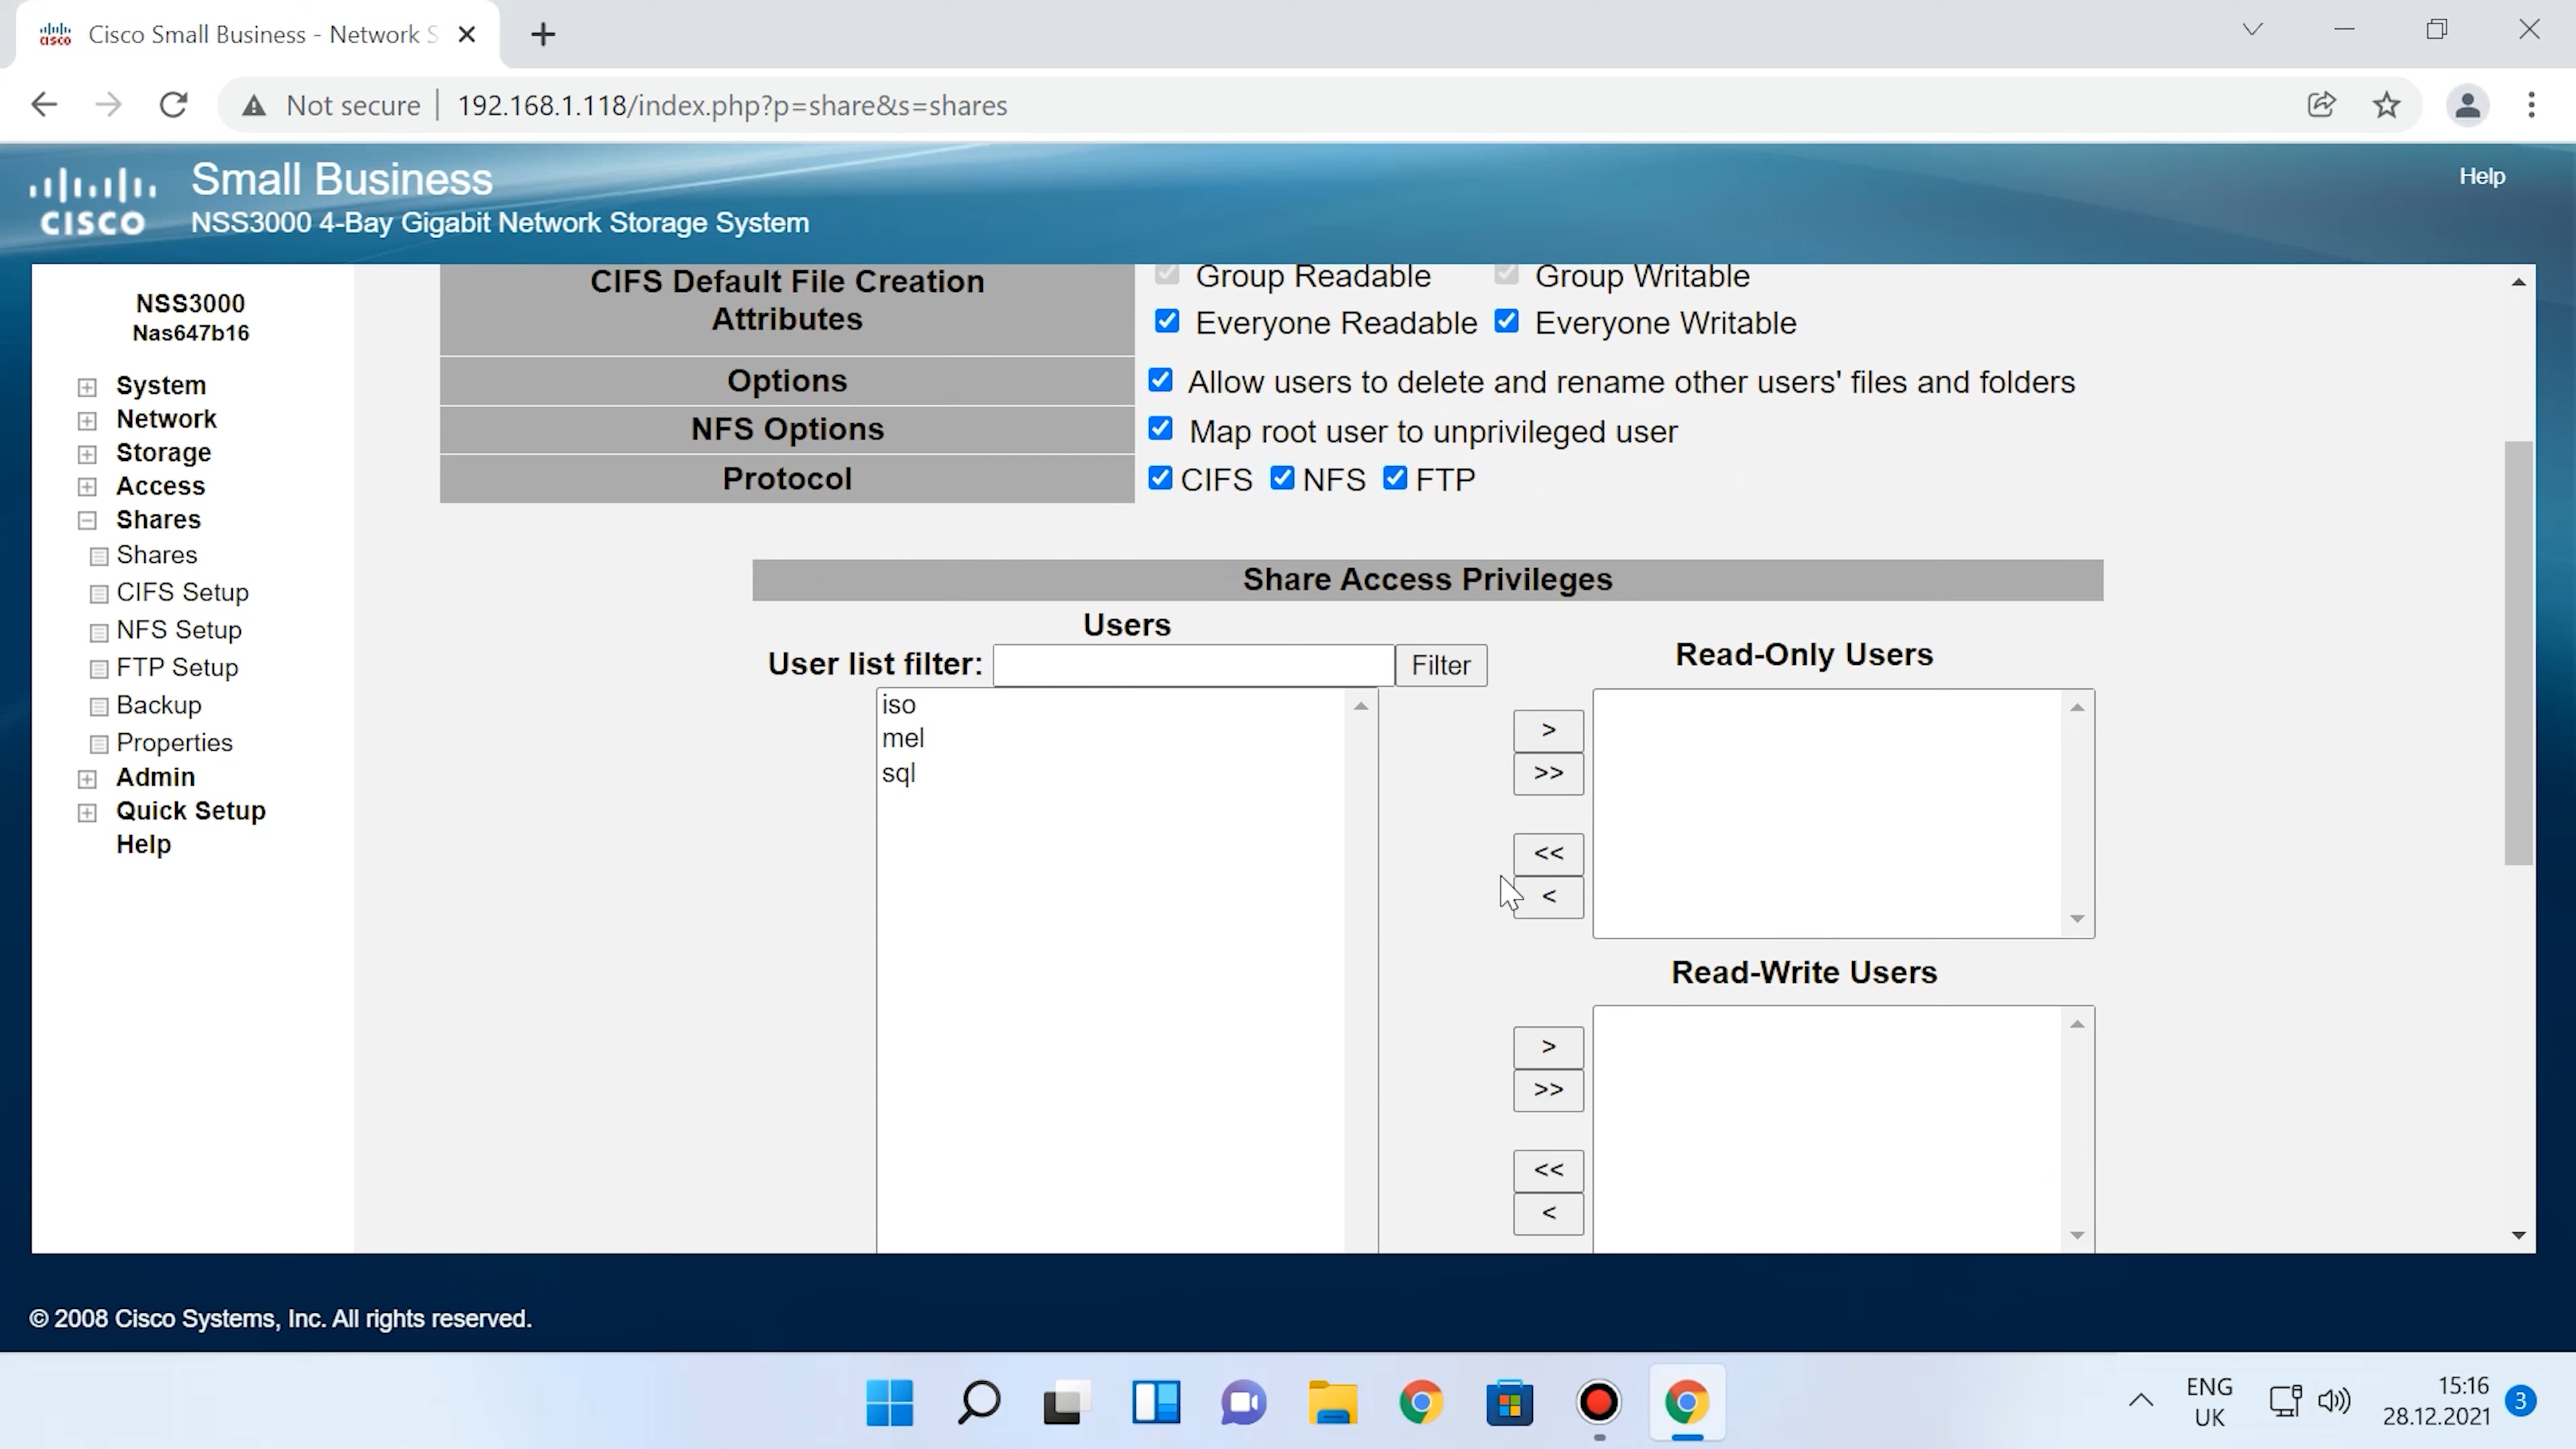 Cisco Small Business - Network S
Not secure
192.168.1.118/index.php?p=share&s=shares
CISCO
Small Business
NSS3000 4-Bay Gigabit Network Storage System
Help
NSS3000
Nas647b16
System
Network
Storage
Access
Shares
Shares
CIFS Setup
NFS Setup
FTP Setup
Backup
Properties
Admin
Quick Setup
Help
CIFS Default File Creation
Attributes
Group Readable Group Writable
Everyone Readable Everyone Writable
Options
Allow users to delete and rename other users' files and folders
NFS Options
Map root user to unprivileged user
Protocol
CIFS NFS FTP
Share Access Privileges
Users
User list filter:
Filter
iso
mel
sql
Read-Only Users
>
>>
<<
<
Read-Write Users
>
>>
<<
<
© 2008 Cisco Systems, Inc. All rights reserved.
ENG
UK
15:16
28.12.2021
3